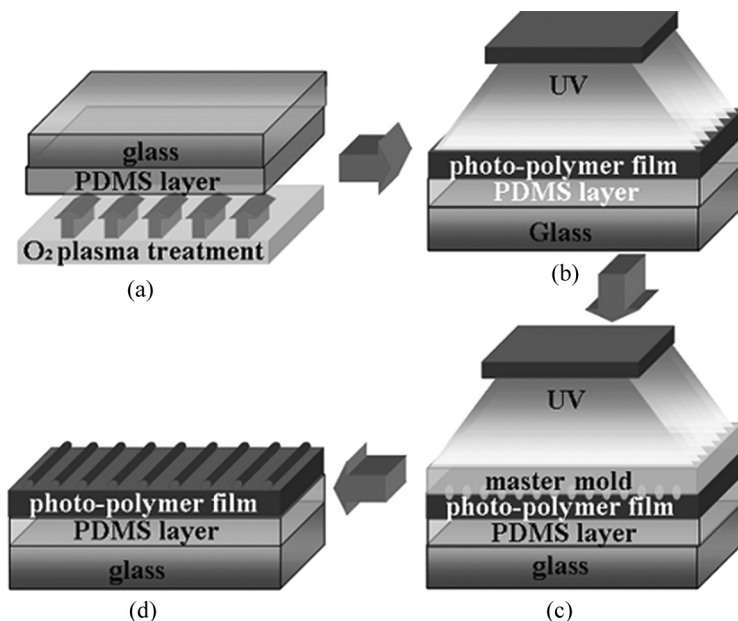 glass
PDMS layer
O₂ plasma treatment
(a)
UV
photo-polymer film
PDMS layer
Glass
(b)
UV
master mold
photo-polymer film
PDMS layer
glass
(c)
photo-polymer film
PDMS layer
glass
(d)